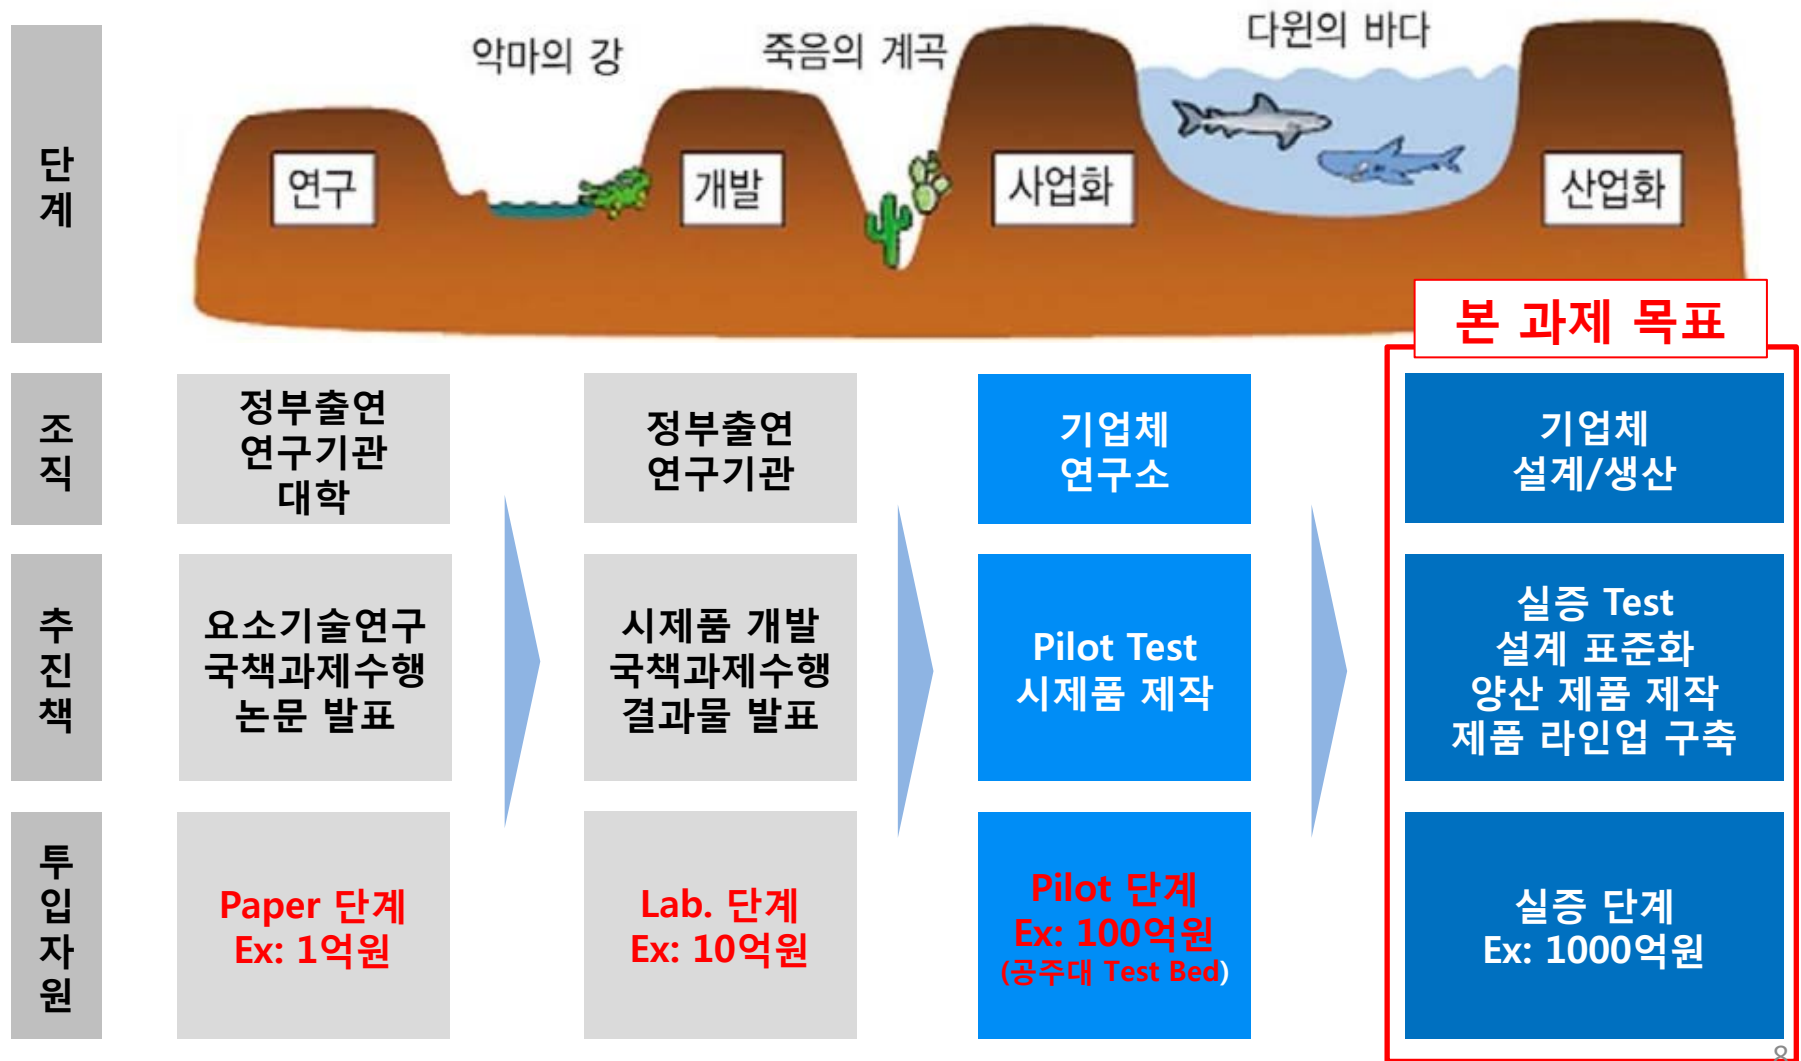 단계
악마의 강
죽음의 계곡
다윈의 바다
연구
개발
사업화
산업화
본 과제 목표
조직
정부출연
연구기관
대학
정부출연
연구기관
기업체
연구소
기업체
설계/생산
추진책
요소기술연구
국책과제수행
논문 발표
시제품 개발
국책과제수행
결과물 발표
Pilot Test
시제품 제작
실증 Test
설계 표준화
양산 제품 제작
제품 라인업 구축
투입자원
Paper 단계
Ex: 1억원
Lab. 단계
Ex: 10억원
Pilot 단계
Ex: 100억원
(공주대 Test Bed)
실증 단계
Ex: 1000억원
8